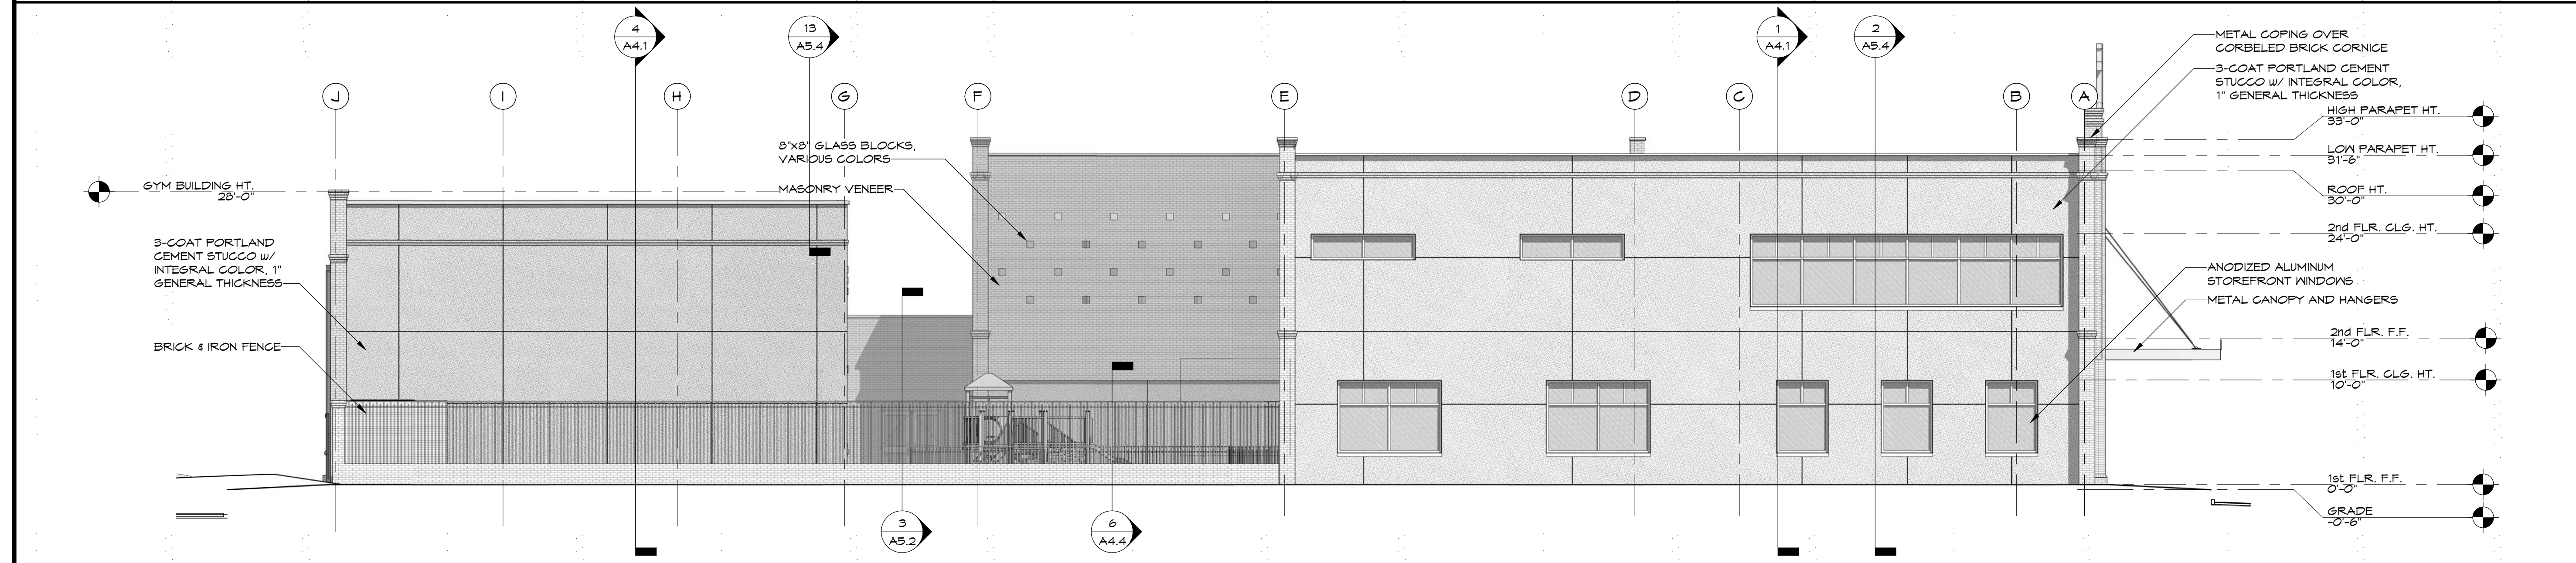 4
A4.1
13
A5.4
1
A4.1
2
A5.4
J
I
H
G
F
E
D
C
B
A
METAL COPING OVER
CORBELED BRICK CORNICE
3-COAT PORTLAND CEMENT
STUCCO w/ INTEGRAL COLOR,
1" GENERAL THICKNESS
HIGH PARAPET HT.
33'-0"
LOW PARAPET HT.
31'-6"
ROOF HT.
30'-0"
2nd FLR. CLG. HT.
24'-0"
ANODIZED ALUMINUM
STOREFRONT WINDOWS
METAL CANOPY AND HANGERS
2nd FLR. F.F.
14'-0"
1st FLR. CLG. HT.
10'-0"
1st FLR. F.F.
0'-0"
GRADE
-0'-6"
8"x8" GLASS BLOCKS,
VARIOUS COLORS
MASONRY VENEER
GYM BUILDING HT.
28'-0"
3-COAT PORTLAND
CEMENT STUCCO w/
INTEGRAL COLOR, 1"
GENERAL THICKNESS
BRICK & IRON FENCE
3
A5.2
6
A4.4